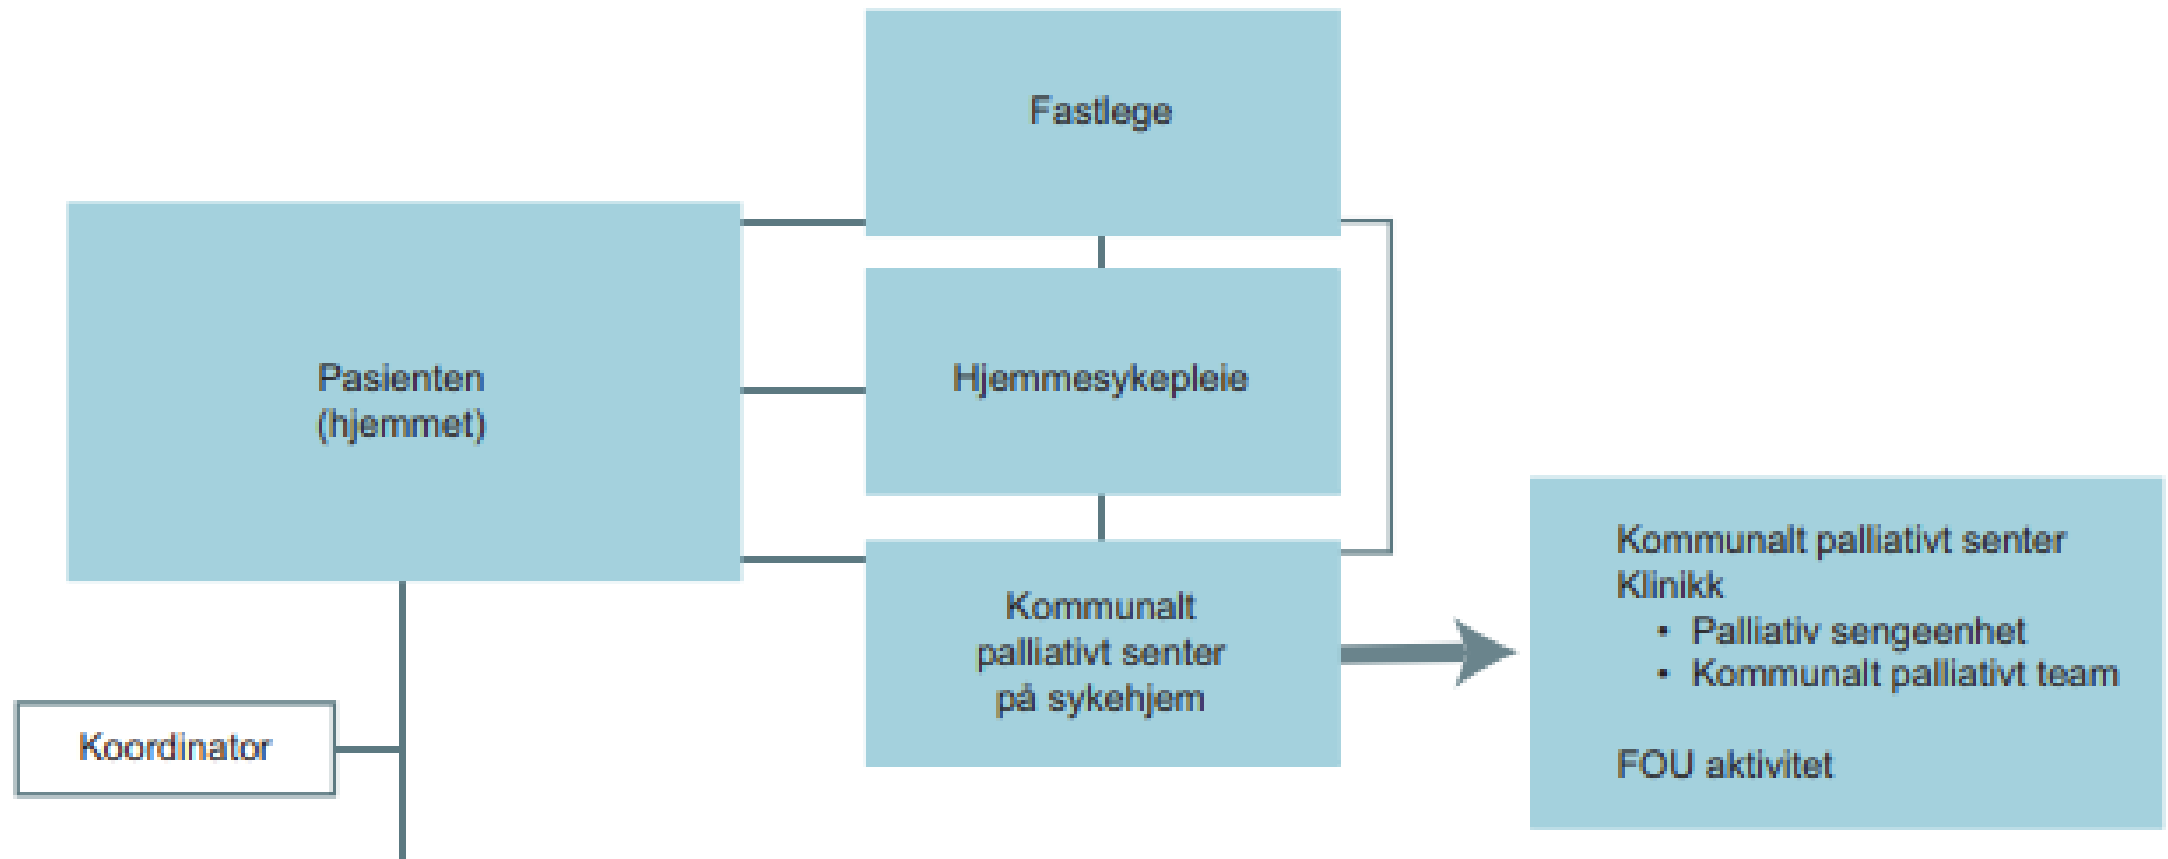 Fastlege
Pasienten
(hjemmet)
Hjemmesykepleie
Kommunalt
palliativt senter
på sykehjem
Kommunalt palliativt senter
Klinikk
• Palliativ sengeenhet
• Kommunalt palliativt team
FOU aktivitet
Koordinator